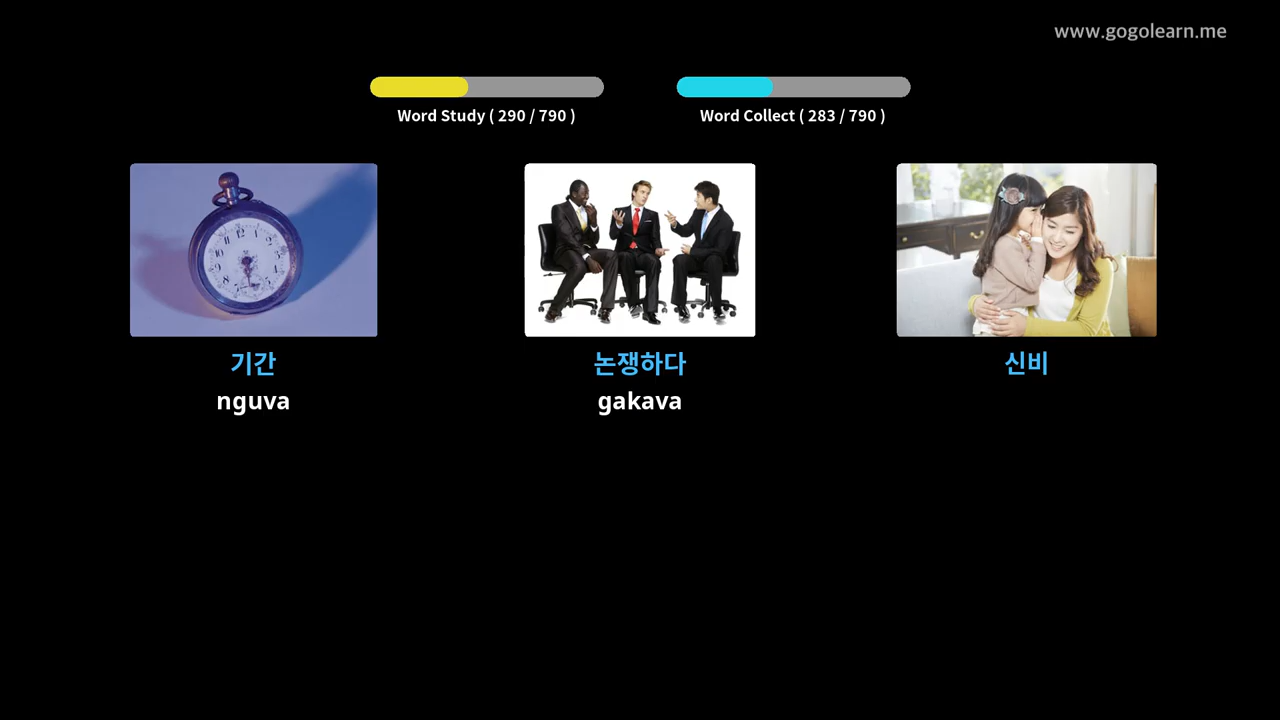 www.gogolearn.me
Word Study ( 290 / 790 )
Word Collect ( 283 / 790 )
기간
nguva
논쟁하다
gakava
신비